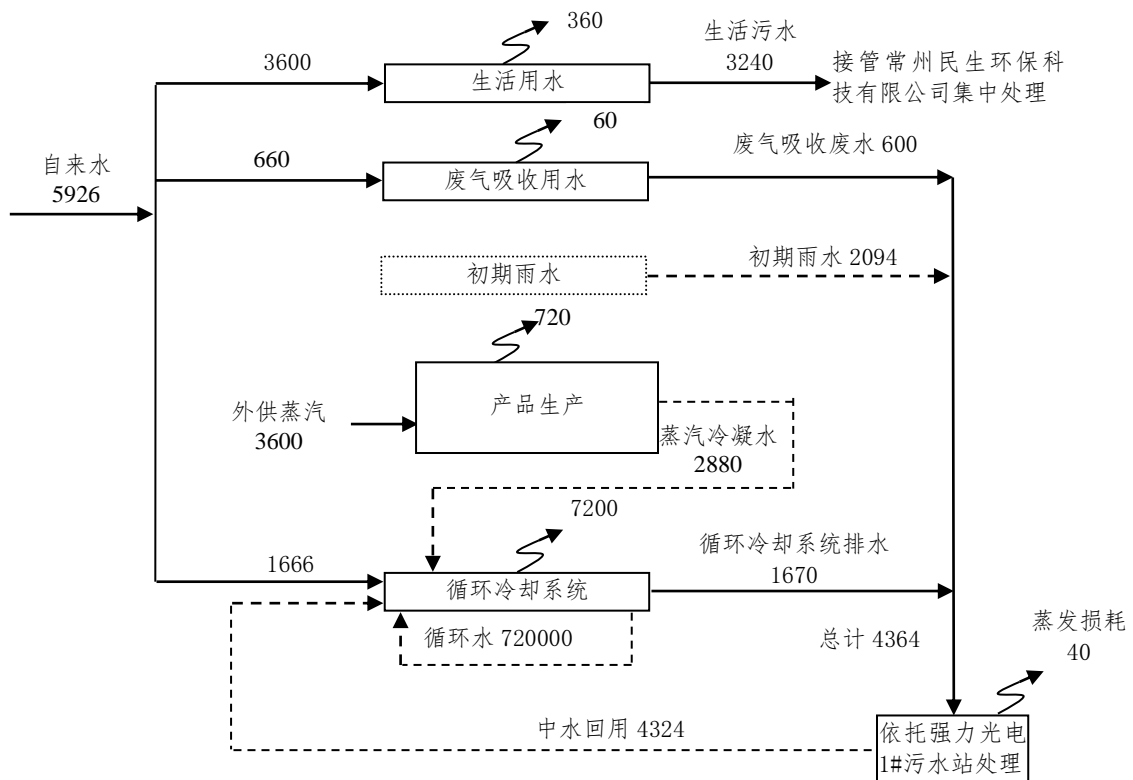 360
生活污水
3600
3240
生活用水
接管常州民生环保科
技有限公司集中处理
60
自来水
5926
660
废气吸收用水
废气吸收废水 600
初期雨水
初期雨水 2094
720
外供蒸汽
3600
产品生产
蒸汽冷凝水
2880
7200
循环冷却系统排水
1666
循环冷却系统
1670
循环水 720000
总计 4364
蒸发损耗
40
中水回用 4324
依托强力光电
1#污水站处理